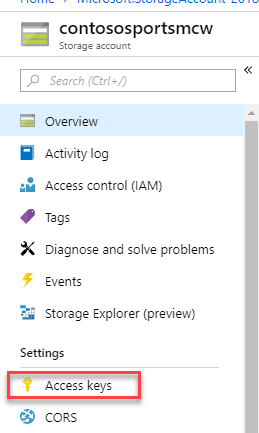 Home > Microsoft.StorageAccount-2018
contososportsmcw
Storage account
Search (Ctrl+/)
Overview
Activity log
Access control (IAM)
Tags
Diagnose and solve problems
Events
Storage Explorer (preview)
Settings
Access keys
CORS